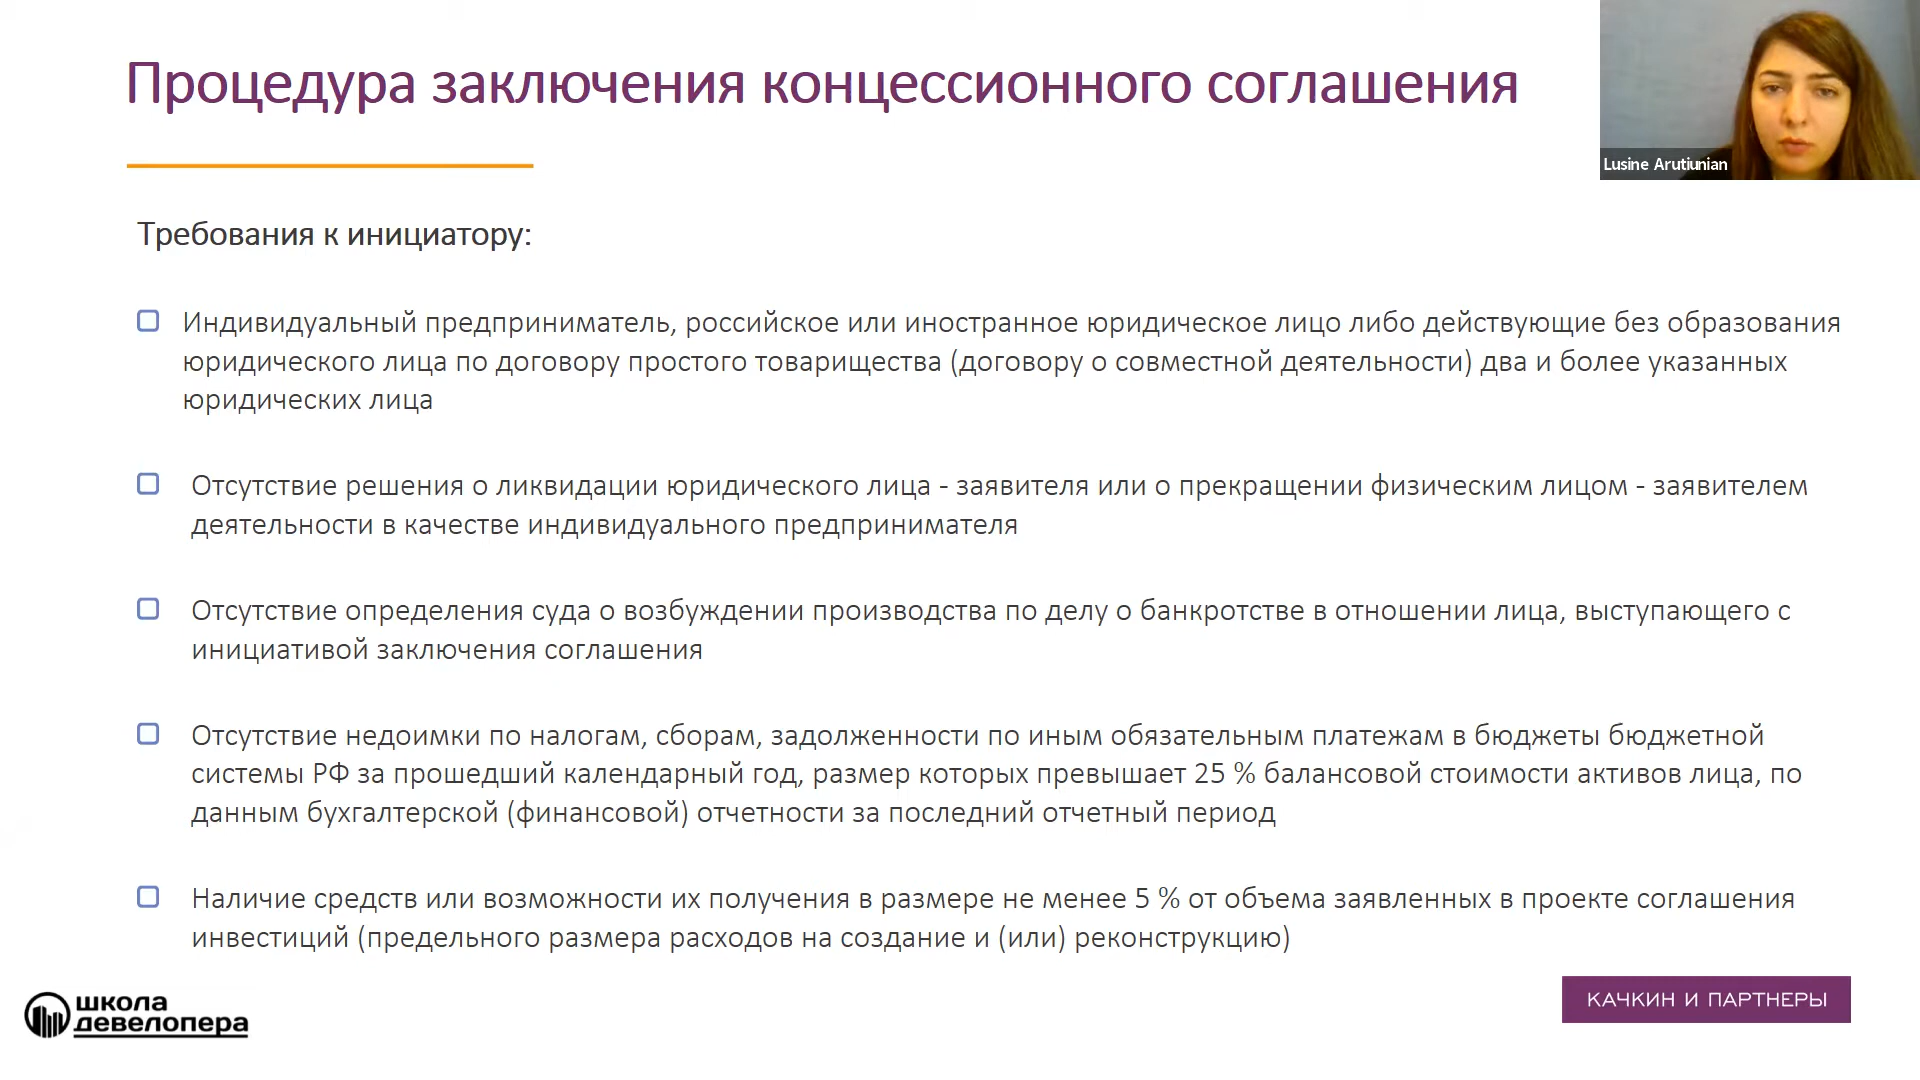 Процедура заключения концессионного соглашения
Lusine Arutiunian
Требования к инициатору:
Индивидуальный предприниматель, российское или иностранное юридическое лицо либо действующие без образования
юридического лица по договору простого товарищества (договору о совместной деятельности) два и более указанных
юридических лица
Отсутствие решения о ликвидации юридического лица - заявителя или о прекращении физическим лицом - заявителем
деятельности в качестве индивидуального предпринимателя
Отсутствие определения суда о возбуждении производства по делу о банкротстве в отношении лица, выступающего с
инициативой заключения соглашения
Отсутствие недоимки по налогам, сборам, задолженности по иным обязательным платежам в бюджеты бюджетной
системы РФ за прошедший календарный год, размер которых превышает 25 % балансовой стоимости активов лица, по
данным бухгалтерской (финансовой) отчетности за последний отчетный период
Наличие средств или возможности их получения в размере не менее 5 % от объема заявленных в проекте соглашения
инвестиций (предельного размера расходов на создание и (или) реконструкцию)
школа
девелопера
КАЧКИН И ПАРТНЕРЫ